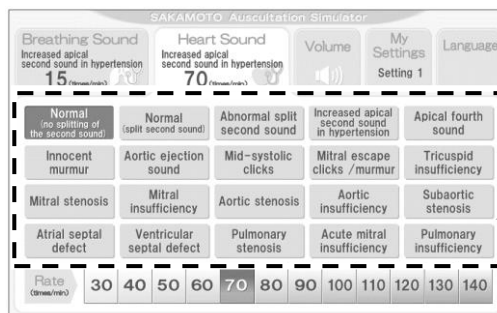 SAKAMOTO Auscultation Simulator
Breathing Sound
Increased apical
second sound in hypertension
15 (times/min)
Heart Sound
Increased apical
second sound in hypertension
70 (times/min)
Volume
My
Settings
Setting 1
Language
Normal
(no splitting of
the second sound)
Normal
(split second sound)
Abnormal split
second sound
Increased apical
second sound
in hypertension
Apical fourth
sound
Innocent
murmur
Aortic ejection
sound
Mid-systolic
clicks
Mitral escape
clicks /murmur
Tricuspid
insufficiency
Mitral stenosis
Mitral
insufficiency
Aortic stenosis
Aortic
insufficiency
Subaortic
stenosis
Atrial septal
defect
Ventricular
septal defect
Pulmonary
stenosis
Acute mitral
insufficiency
Pulmonary
insufficiency
Rate
(times/min)
30 40 50 60 70 80 90 100 110 120 130 140